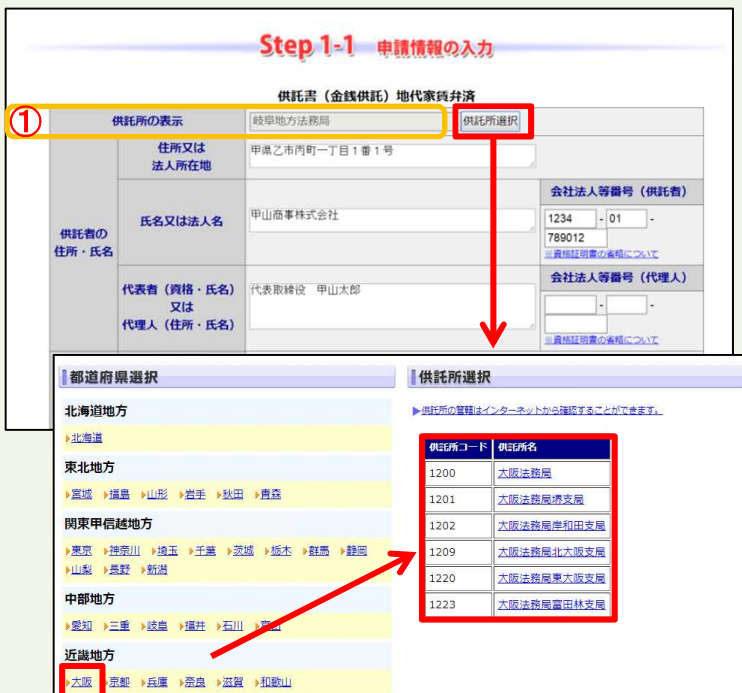 Step 1-1 申請情報の入力
供託書（金銭供託）地代家賃弁済
①
供託所の表示
岐阜地方法務局
供託所選択
供託者の
住所・氏名
住所又は
法人所在地
甲県乙市丙町一丁目１番１号
氏名又は法人名
甲山商事株式会社
会社法人等番号（供託者）
1234 - 01 -
789012
※資格証明書の省略について
代表者（資格・氏名）
又は
代理人（住所・氏名）
代表取締役　甲山太郎
会社法人等番号（代理人）
- -
※資格証明書の省略について
都道府県選択
北海道地方
北海道
東北地方
宮城 福島 山形 岩手 秋田 青森
関東甲信越地方
東京 神奈川 埼玉 千葉 茨城 栃木 群馬 静岡
山梨 長野 新潟
中部地方
愛知 三重 岐阜 福井 石川 富山
近畿地方
大阪 京都 兵庫 奈良 滋賀 和歌山
供託所選択
供託所の管轄はインターネットから確認することができます。
供託所コード 供託所名
1200 大阪法務局
1201 大阪法務局堺支局
1202 大阪法務局岸和田支局
1209 大阪法務局北大阪支局
1220 大阪法務局東大阪支局
1223 大阪法務局富田林支局